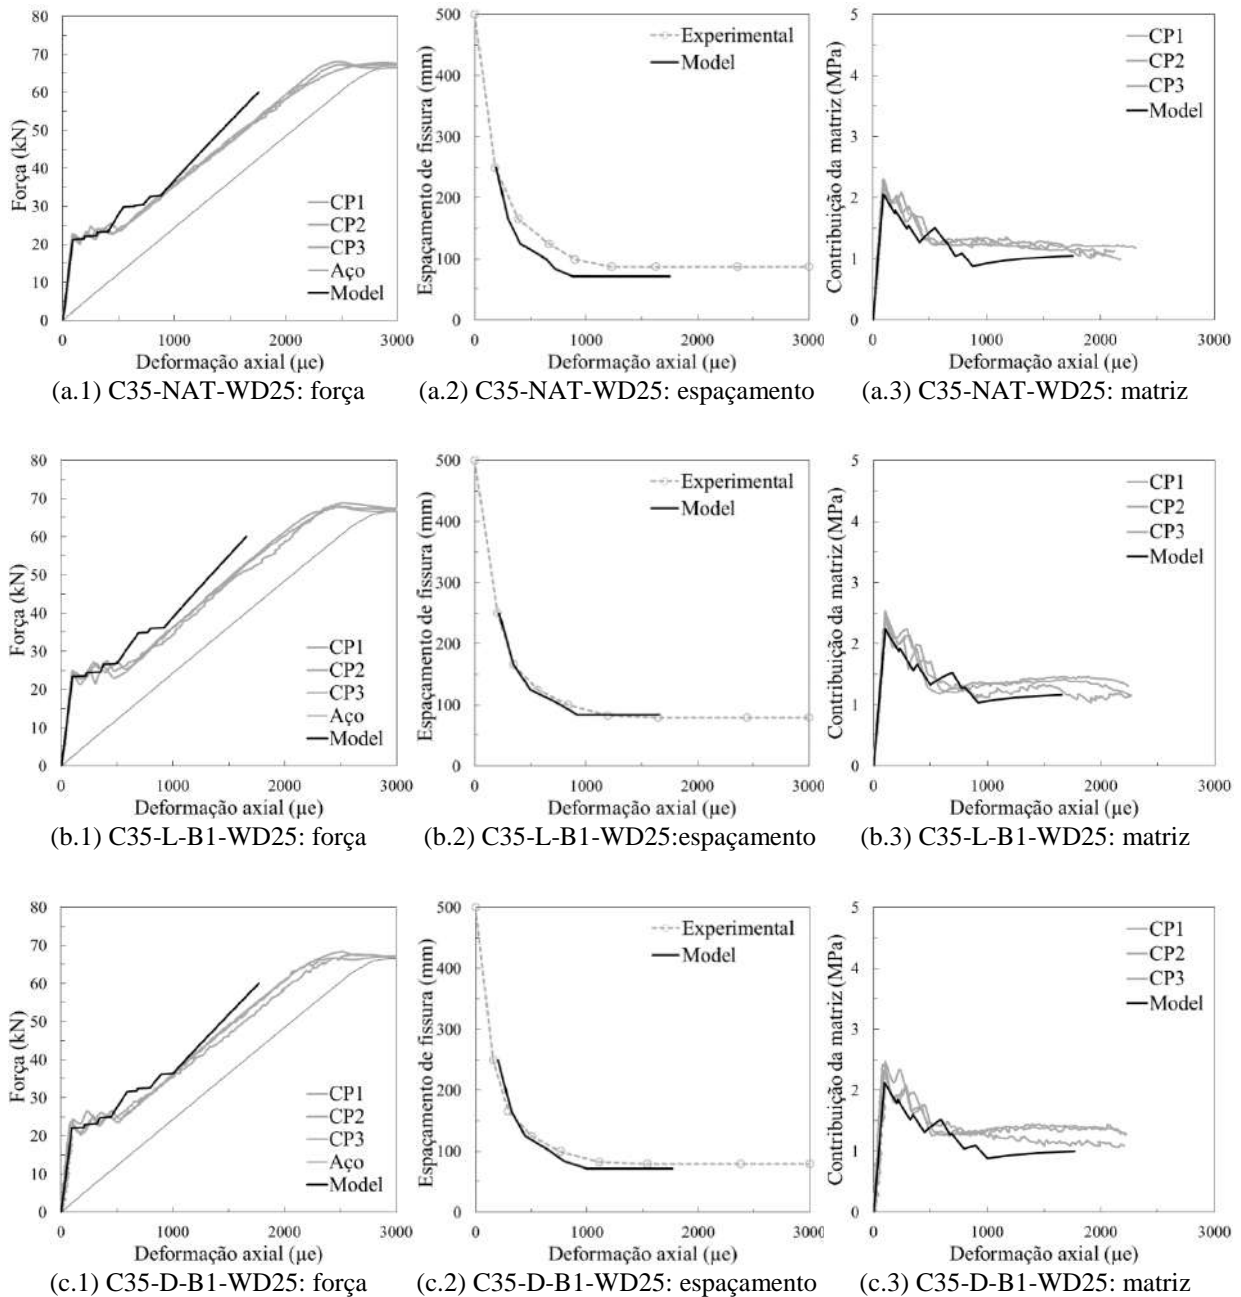 80
70
60
50
40
30
20
10
0
Força (kN)
CP1
CP2
CP3
Aço
Model
0 1000 2000 3000
Deformação axial (µe)
(a.1) C35-NAT-WD25: força
500
400
300
200
100
0
Espaçamento de fissura (mm)
Experimental
Model
0 1000 2000 3000
Deformação axial (µe)
(a.2) C35-NAT-WD25: espaçamento
5
4
3
2
1
0
Contribuição da matriz (MPa)
CP1
CP2
CP3
Model
0 1000 2000 3000
Deformação axial (µe)
(a.3) C35-NAT-WD25: matriz
80
70
60
50
40
30
20
10
0
Força (kN)
CP1
CP2
CP3
Aço
Model
0 1000 2000 3000
Deformação axial (µe)
(b.1) C35-L-B1-WD25: força
500
400
300
200
100
0
Espaçamento de fissura (mm)
Experimental
Model
0 1000 2000 3000
Deformação axial (µe)
(b.2) C35-L-B1-WD25:espaçamento
5
4
3
2
1
0
Contribuição da matriz (MPa)
CP1
CP2
CP3
Model
0 1000 2000 3000
Deformação axial (µe)
(b.3) C35-L-B1-WD25: matriz
80
70
60
50
40
30
20
10
0
Força (kN)
CP1
CP2
CP3
Aço
Model
0 1000 2000 3000
Deformação axial (µe)
(c.1) C35-D-B1-WD25: força
500
400
300
200
100
0
Espaçamento de fissura (mm)
Experimental
Model
0 1000 2000 3000
Deformação axial (µe)
(c.2) C35-D-B1-WD25: espaçamento
5
4
3
2
1
0
Contribuição da matriz (MPa)
CP1
CP2
CP3
Model
0 1000 2000 3000
Deformação axial (µe)
(c.3) C35-D-B1-WD25: matriz